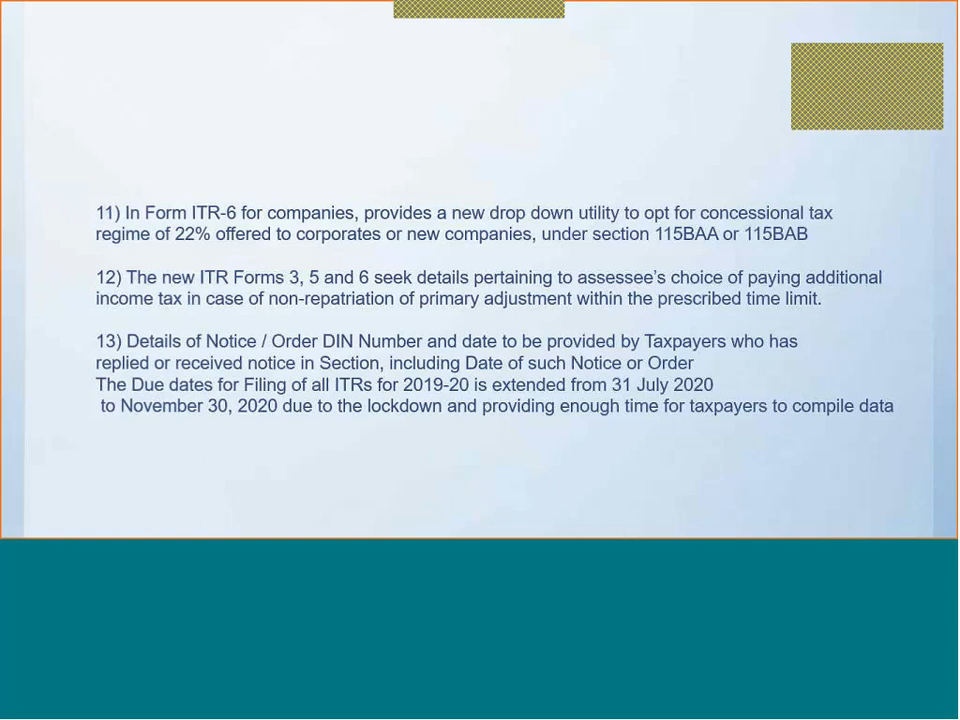 11) In Form ITR-6 for companies, provides a new drop down utility to opt for concessional tax
regime of 22% offered to corporates or new companies, under section 115BAA or 115BAB
12) The new ITR Forms 3, 5 and 6 seek details pertaining to assessee's choice of paying additional
income tax in case of non-repatriation of primary adjustment within the prescribed time limit.
13) Details of Notice / Order DIN Number and date to be provided by Taxpayers who has
replied or received notice in Section, including Date of such Notice or Order
The Due dates for Filing of all ITRs for 2019-20 is extended from 31 July 2020
to November 30, 2020 due to the lockdown and providing enough time for taxpayers to compile data